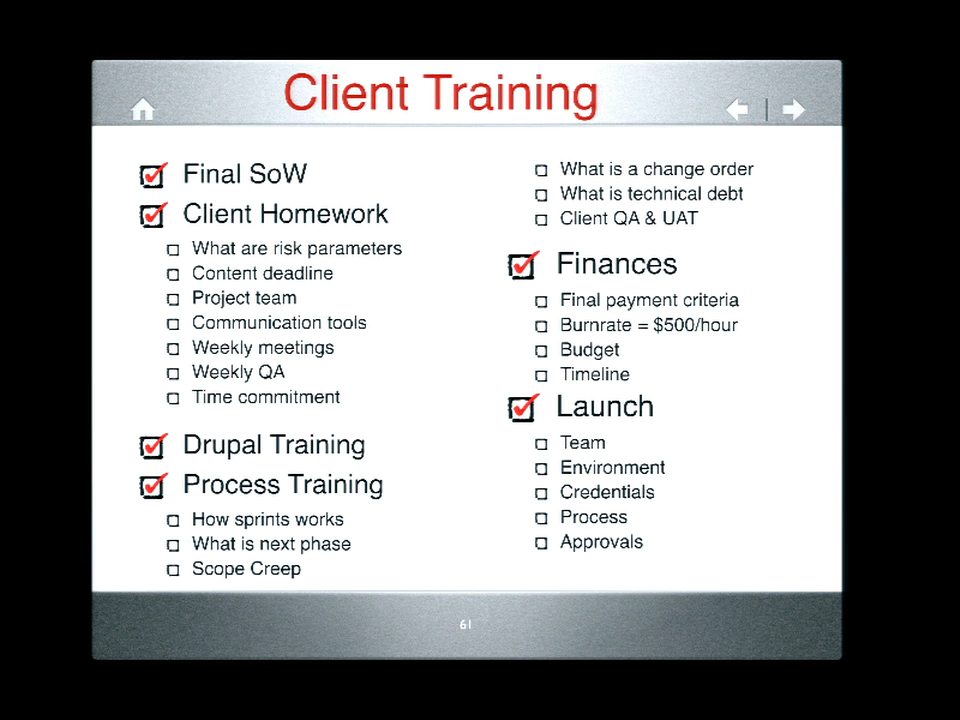 Client Training
Final SoW
Client Homework
What are risk parameters
Content deadline
Project team
Communication tools
Weekly meetings
Weekly QA
Time commitment
Drupal Training
Process Training
How sprints works
What is next phase
Scope Creep
What is a change order
What is technical debt
Client QA & UAT
Finances
Final payment criteria
Burnrate = $500/hour
Budget
Timeline
Launch
Team
Environment
Credentials
Process
Approvals
61